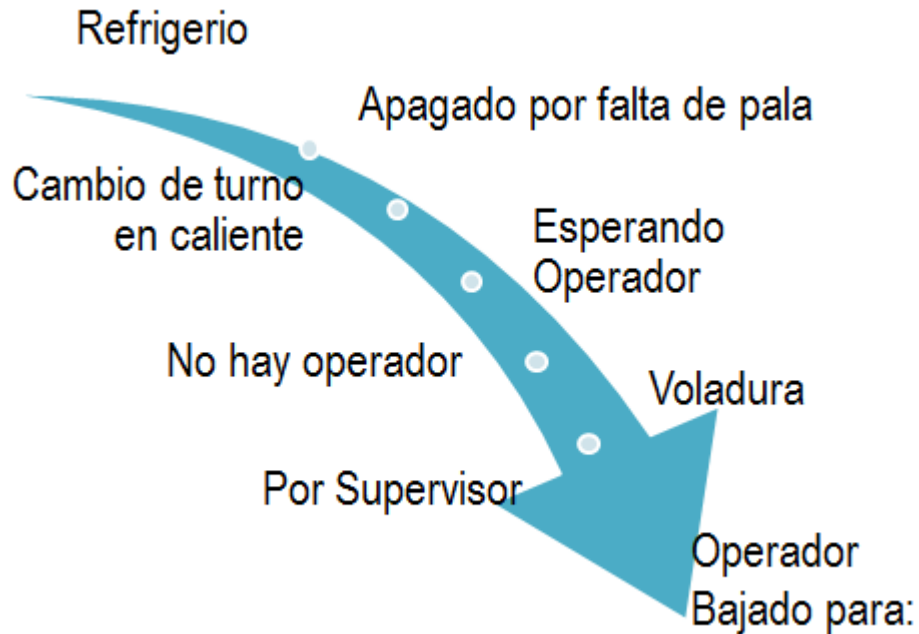 Refrigerio
Apagado por falta de pala
Cambio de turno
en caliente
Esperando
Operador
No hay operador
Voladura
Por Supervisor
Operador
Bajado para: